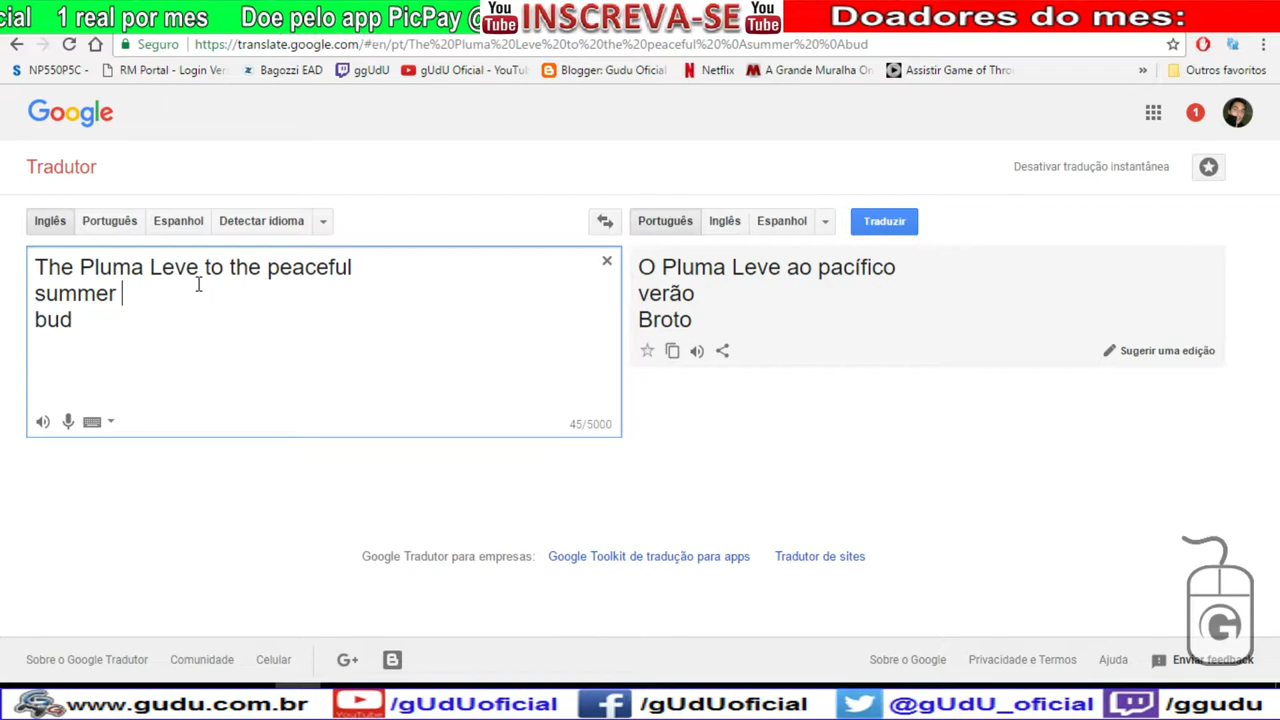 cial 1 real por mes Doe pelo app PicPay @ You Tube INSCREVA-SE You Tube Doadores do mes:
Seguro https://translate.google.com/#en/pt/The%20Pluma%20Leve%20to%20the%20peaceful%20%0Asummer%20%0Abud
NP550P5C - RM Portal - Login Ver Bagozzi EAD ggUdU gUdU Oficial - YouTu Blogger: Gudu Oficial Netflix A Grande Muralha On Assistir Game of Thro » Outros favoritos
Google 1
Tradutor Desativar tradução instantânea
Inglês Português Espanhol Detectar idioma Português Inglês Espanhol Traduzir
The Pluma Leve to the peaceful
summer
bud
45/5000
O Pluma Leve ao pacífico
verão
Broto
Sugerir uma edição
Google Tradutor para empresas: Google Toolkit de tradução para apps Tradutor de sites
G
Sobre o Google Tradutor Comunidade Celular G+ B Sobre o Google Privacidade e Termos Ajuda Enviar feedback
www.gudu.com.br YouTube /gUdUoficial f /gUdUoficial @gUdU_oficial /ggudu